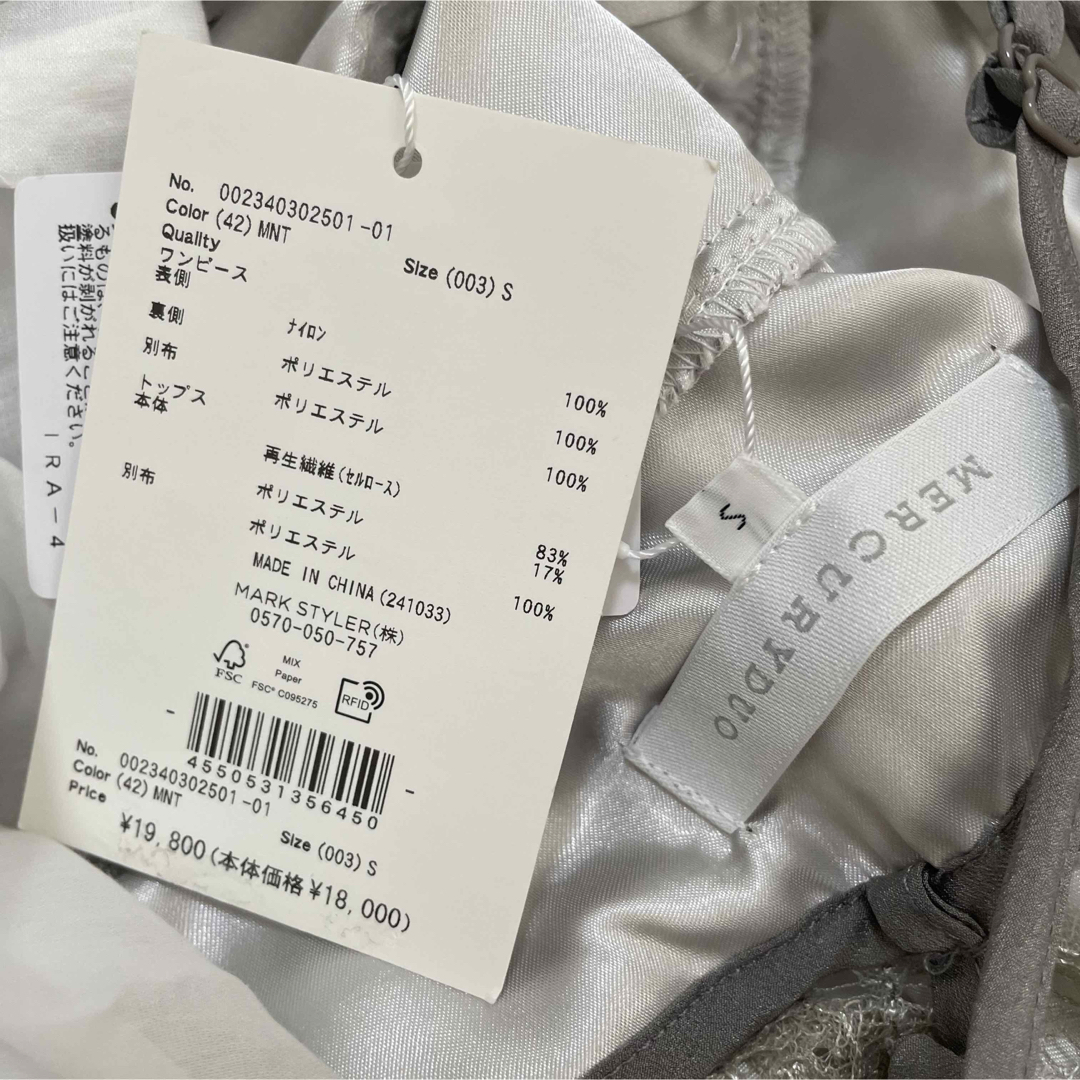 No. 002340302501-01
Color (42) MNT
Size (003) S
Quality
ワンピース
表側 ﾅｲﾛﾝ 100%
裏側 ポリエステル 100%
別布 ポリエステル 100%
トップス
本体 再生繊維(ｾﾙﾛｰｽ) 83%
ポリエステル 17%
別布 ポリエステル 100%
MADE IN CHINA(241033)
MARK STYLER(株)
0570-050-757
FSC
MIX
Paper
FSC® C095275
RFID
4550531356450
No. 002340302501-01
Color (42) MNT
Size (003) S
Price
¥19,800(本体価格¥18,000)
塗料が剥がれること
扱いにはご注意ください。
IRA-4
S
MERCURYDUO